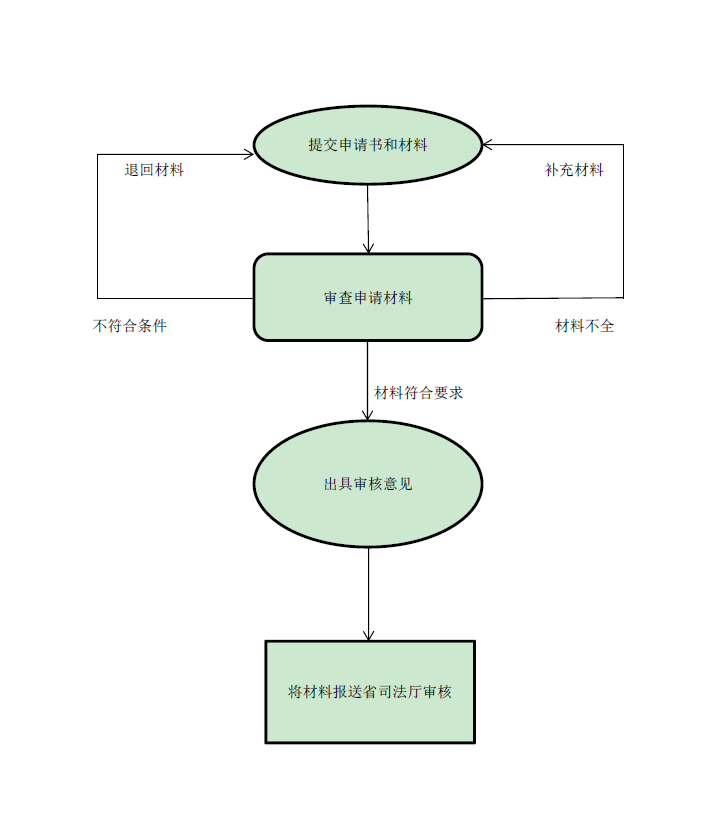 提交申请书和材料
退回材料
补充材料
审查申请材料
不符合条件
材料不全
材料符合要求
出具审核意见
将材料报送省司法厅审核